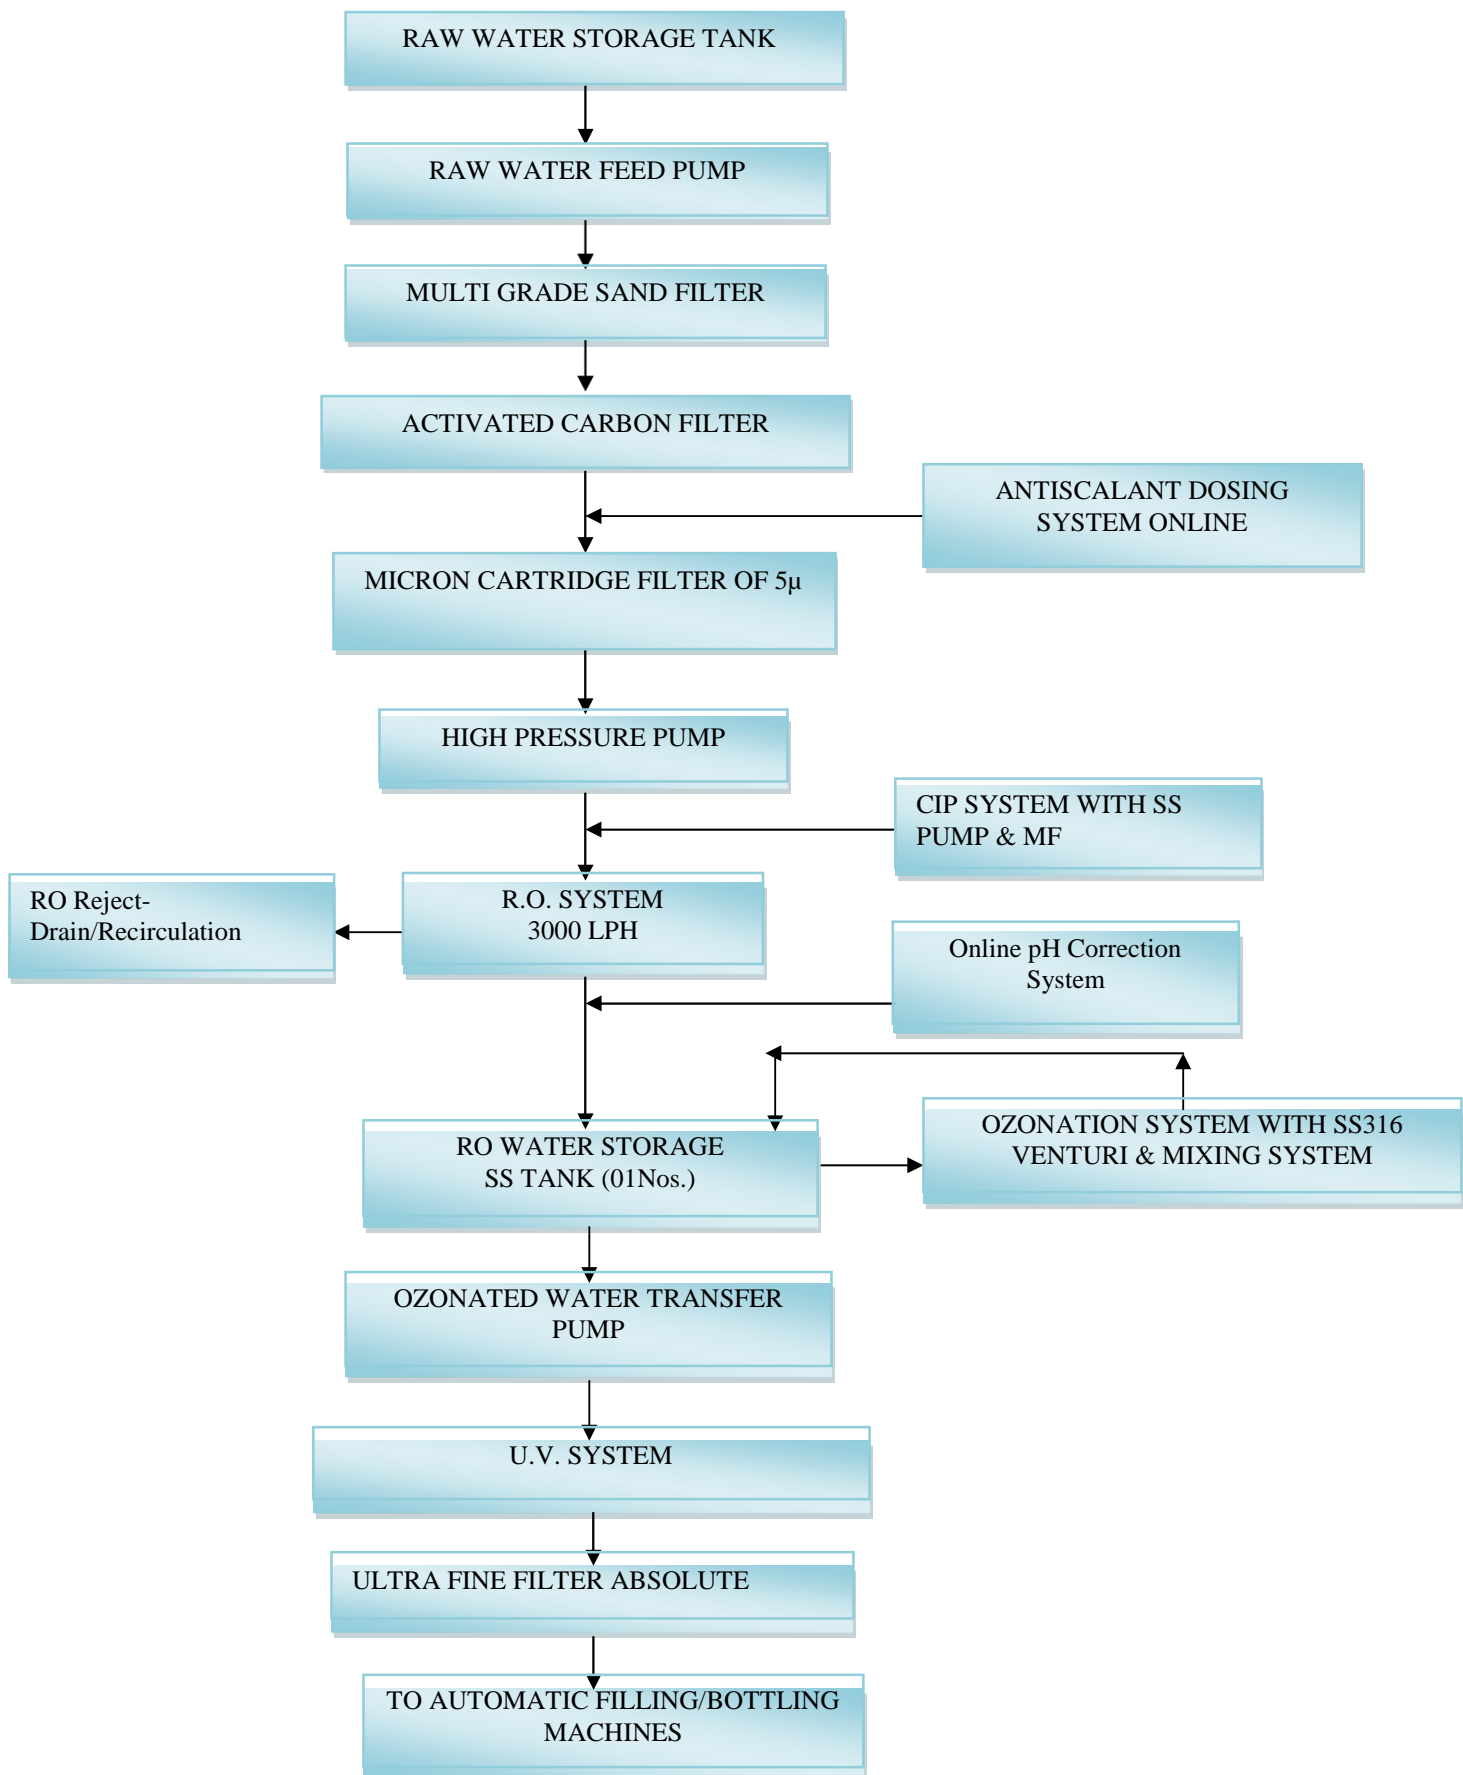 RAW WATER STORAGE TANK
RAW WATER FEED PUMP
MULTI GRADE SAND FILTER
ACTIVATED CARBON FILTER
ANTISCALANT DOSING
SYSTEM ONLINE
MICRON CARTRIDGE FILTER OF 5µ
HIGH PRESSURE PUMP
CIP SYSTEM WITH SS
PUMP & MF
RO Reject-
Drain/Recirculation
R.O. SYSTEM
3000 LPH
Online pH Correction
System
RO WATER STORAGE
SS TANK (01Nos.)
OZONATION SYSTEM WITH SS316
VENTURI & MIXING SYSTEM
OZONATED WATER TRANSFER
PUMP
U.V. SYSTEM
ULTRA FINE FILTER ABSOLUTE
TO AUTOMATIC FILLING/BOTTLING
MACHINES